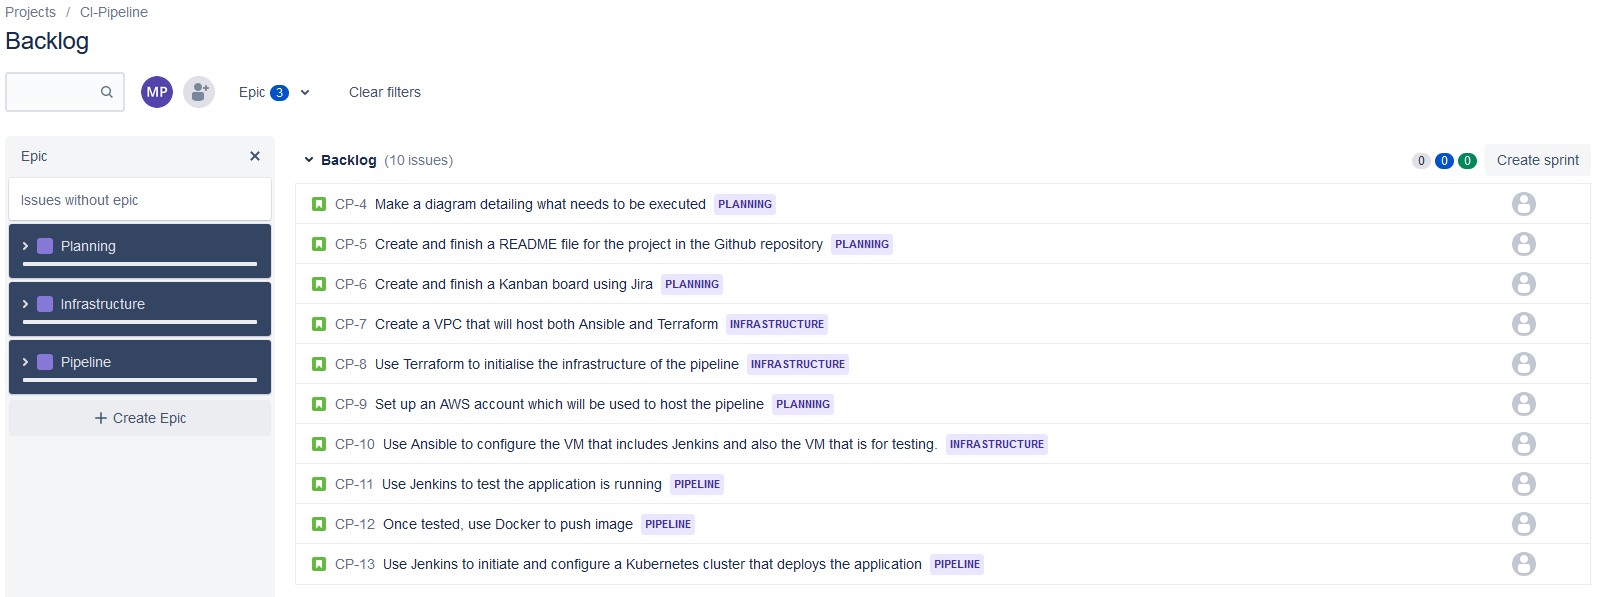 Projects / CI-Pipeline
Backlog
MP Epic 3 Clear filters
Epic
Issues without epic
Planning
Infrastructure
Pipeline
+ Create Epic
Backlog (10 issues) 0 0 0 Create sprint
CP-4 Make a diagram detailing what needs to be executed PLANNING
CP-5 Create and finish a README file for the project in the Github repository PLANNING
CP-6 Create and finish a Kanban board using Jira PLANNING
CP-7 Create a VPC that will host both Ansible and Terraform INFRASTRUCTURE
CP-8 Use Terraform to initialise the infrastructure of the pipeline INFRASTRUCTURE
CP-9 Set up an AWS account which will be used to host the pipeline PLANNING
CP-10 Use Ansible to configure the VM that includes Jenkins and also the VM that is for testing. INFRASTRUCTURE
CP-11 Use Jenkins to test the application is running PIPELINE
CP-12 Once tested, use Docker to push image PIPELINE
CP-13 Use Jenkins to initiate and configure a Kubernetes cluster that deploys the application PIPELINE